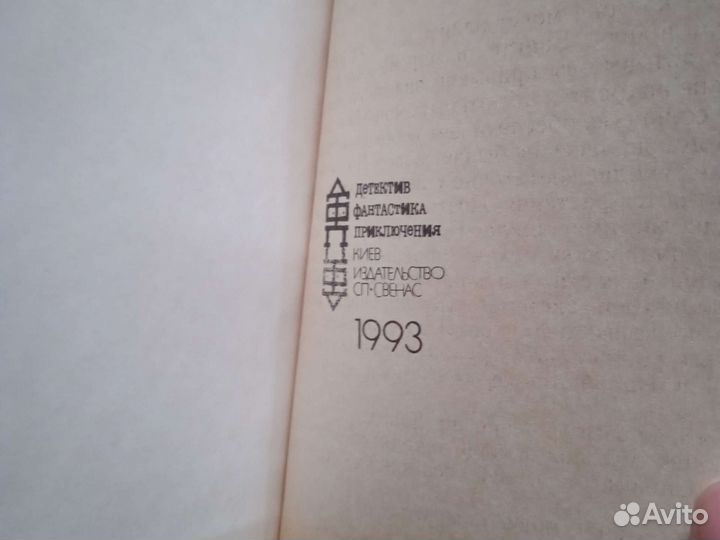 ДЕТЕКТИВ
ФАНТАСТИКА
ПРИКЛЮЧЕНИЯ
КИЕВ
ИЗДАТЕЛЬСТВО
СП·СВЕНАС
1993
Avito